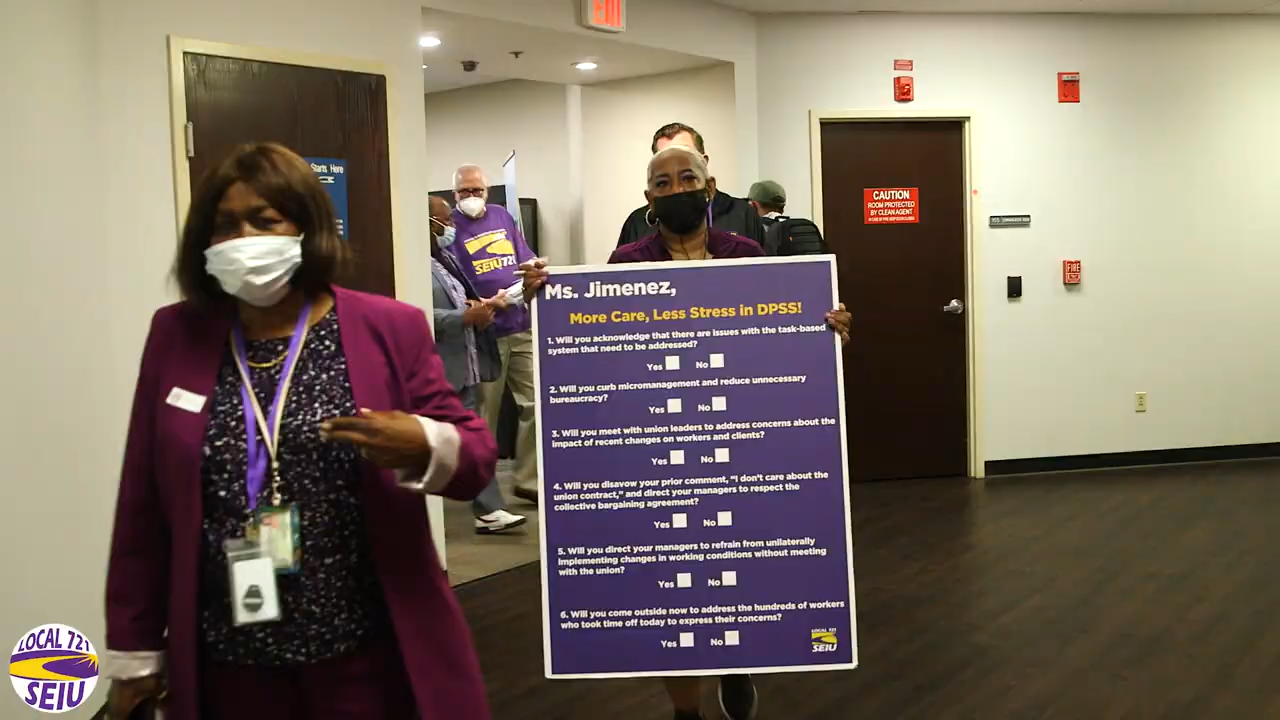 EXIT
Starts Here
SEIU 721
CAUTION
ROOM PROTECTED
BY CLEAN AGENT
FIRE
Ms. Jimenez,
More Care, Less Stress in DPSS!
1. Will you acknowledge that there are issues with the task-based
system that need to be addressed?
Yes No
2. Will you curb micromanagement and reduce unnecessary
bureaucracy?
Yes No
3. Will you meet with union leaders to address concerns about the
impact of recent changes on workers and clients?
Yes No
4. Will you disavow your prior comment, "I don't care about the
union contract," and direct your managers to respect the
collective bargaining agreement?
Yes No
5. Will you direct your managers to refrain from unilaterally
implementing changes in working conditions without meeting
with the union?
Yes No
6. Will you come outside now to address the hundreds of workers
who took time off today to express their concerns?
Yes No
LOCAL 721
SEIU
LOCAL 721
SEIU